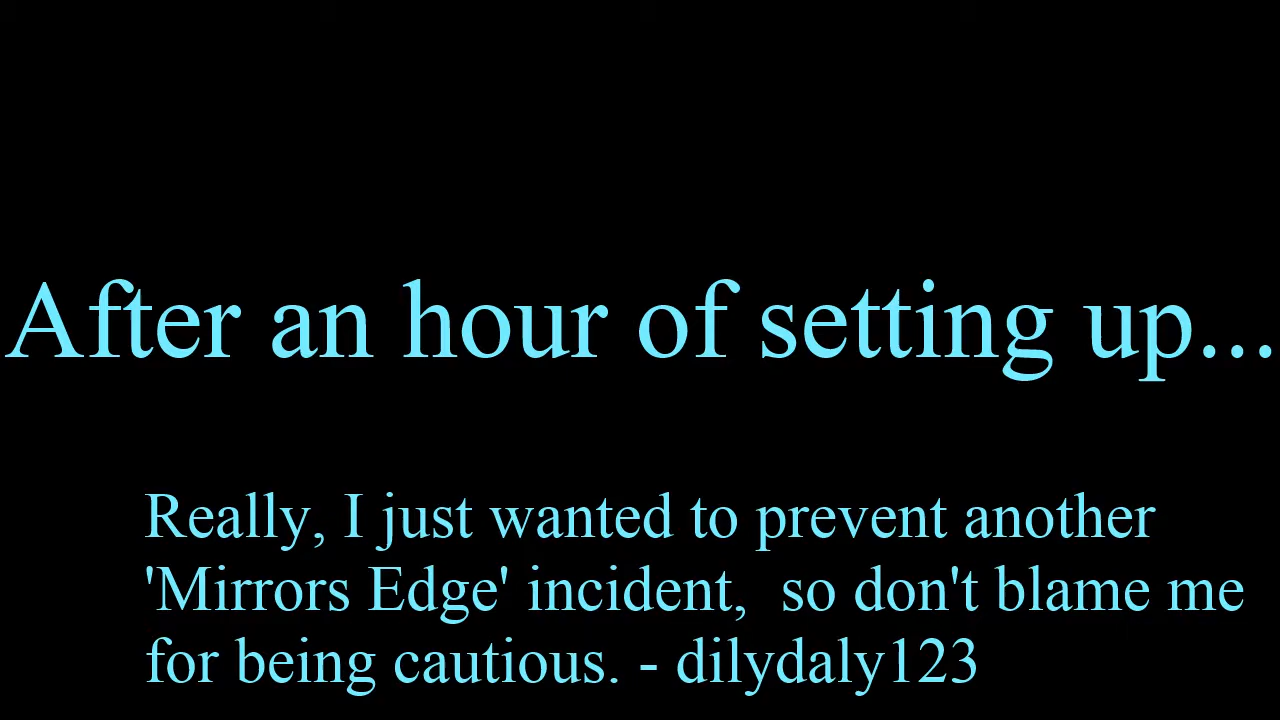 After an hour of setting up...
Really, I just wanted to prevent another
'Mirrors Edge' incident,  so don't blame me
for being cautious. - dilydaly123